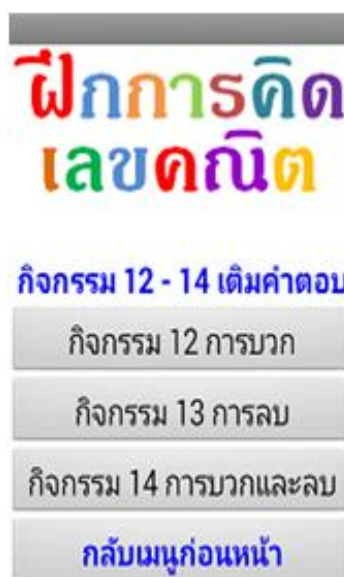 ฝึกการคิด
เลขคณิต
กิจกรรม 12 - 14 เติมคำตอบ
กิจกรรม 12 การบวก
กิจกรรม 13 การลบ
กิจกรรม 14 การบวกและลบ
กลับเมนูก่อนหน้า